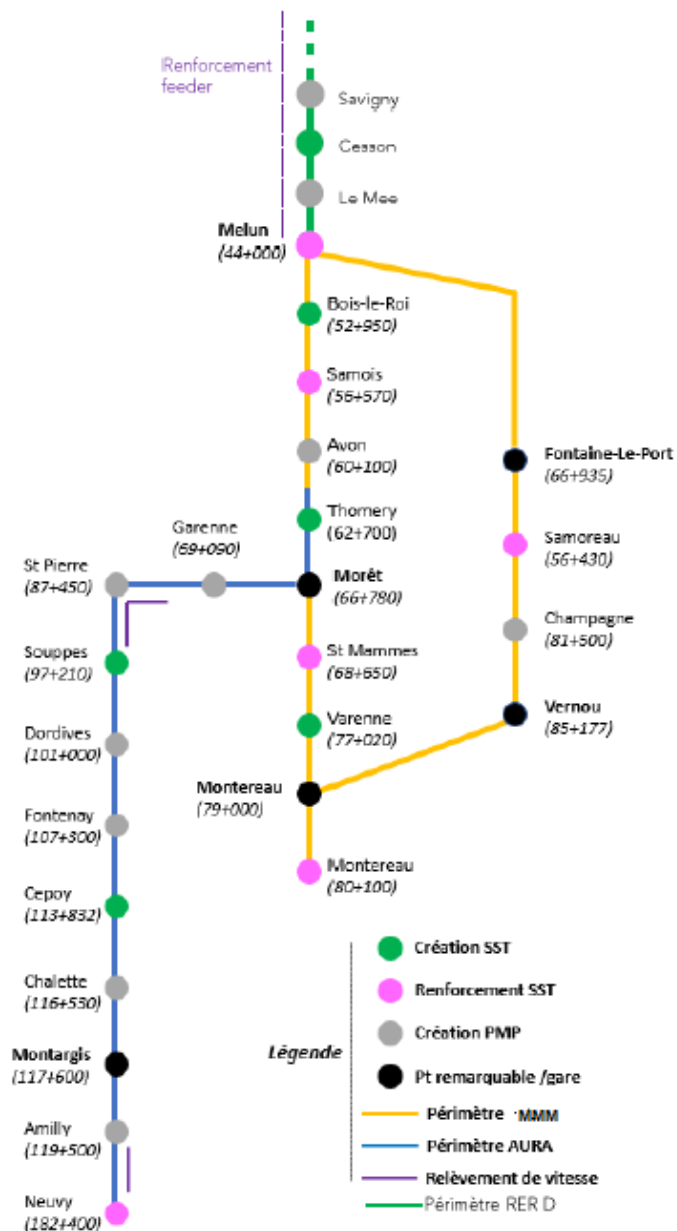 Renforcement
feeder
Savigny
Cesson
Le Mee
Melun
(44+000)
Bois-le-Roi
(52+950)
Samois
(56+570)
Avon
(60+100)
Fontaine-Le-Port
(66+935)
Thomery
(62+700)
Garenne
(69+090)
Samoreau
(56+430)
St Pierre
(87+450)
Morêt
(66+780)
Champagne
(81+500)
St Mammes
(68+650)
Souppes
(97+210)
Varenne
(77+020)
Vernou
(85+177)
Dordives
(101+000)
Montereau
(79+000)
Fontenay
(107+300)
Montereau
(80+100)
Cepoy
(113+832)
Création SST
Renforcement SST
Chalette
(116+550)
Création PMP
Légende
Montargis
(117+600)
Pt remarquable /gare
Périmètre MMM
Amilly
(119+500)
Périmètre AURA
Relèvement de vitesse
Neuvy
(182+400)
Périmètre RER D